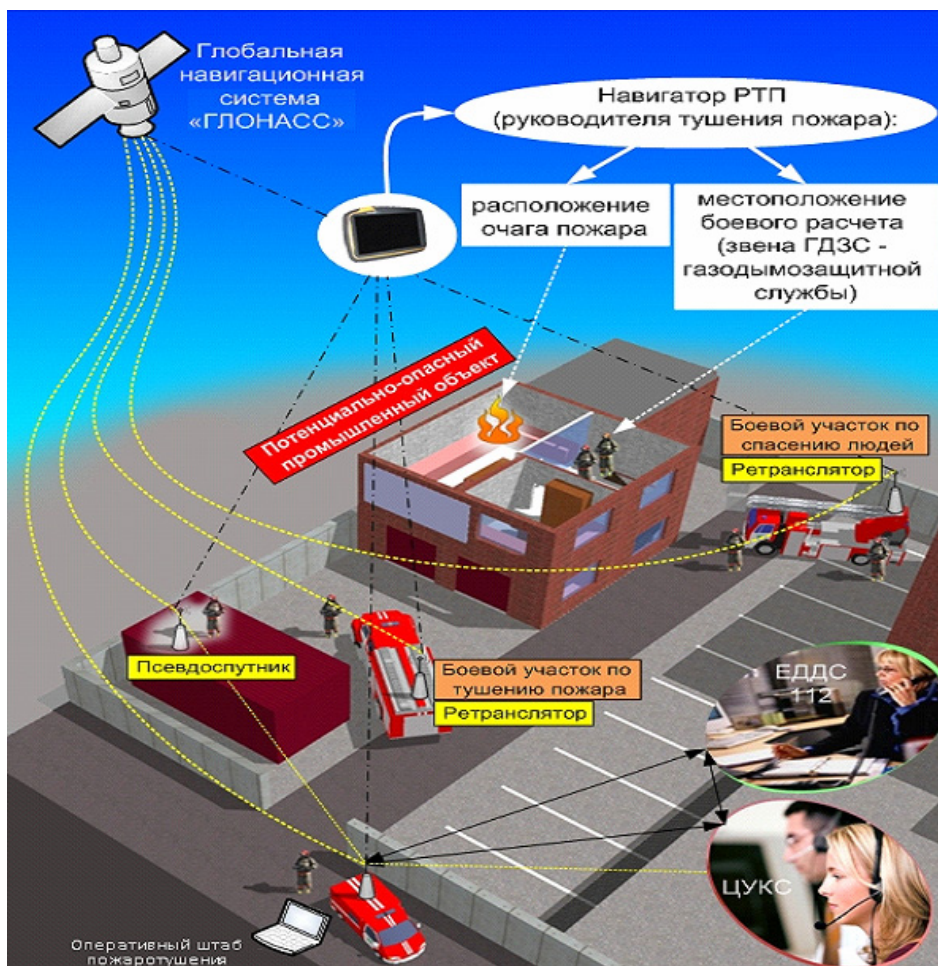 Глобальная
навигационная
система
«ГЛОНАСС»
Навигатор РТП
(руководителя тушения пожара):
расположение
очага пожара
местоположение
боевого расчета
(звена ГДЗС -
газодымозащитной
службы)
Потенциально-опасный
промышленный объект
Боевой участок по
спасению людей
Ретранслятор
Псевдоспутник
Боевой участок по
тушению пожара
Ретранслятор
ЕДДС
112
ЦУКС
Оперативный штаб
пожаротушения